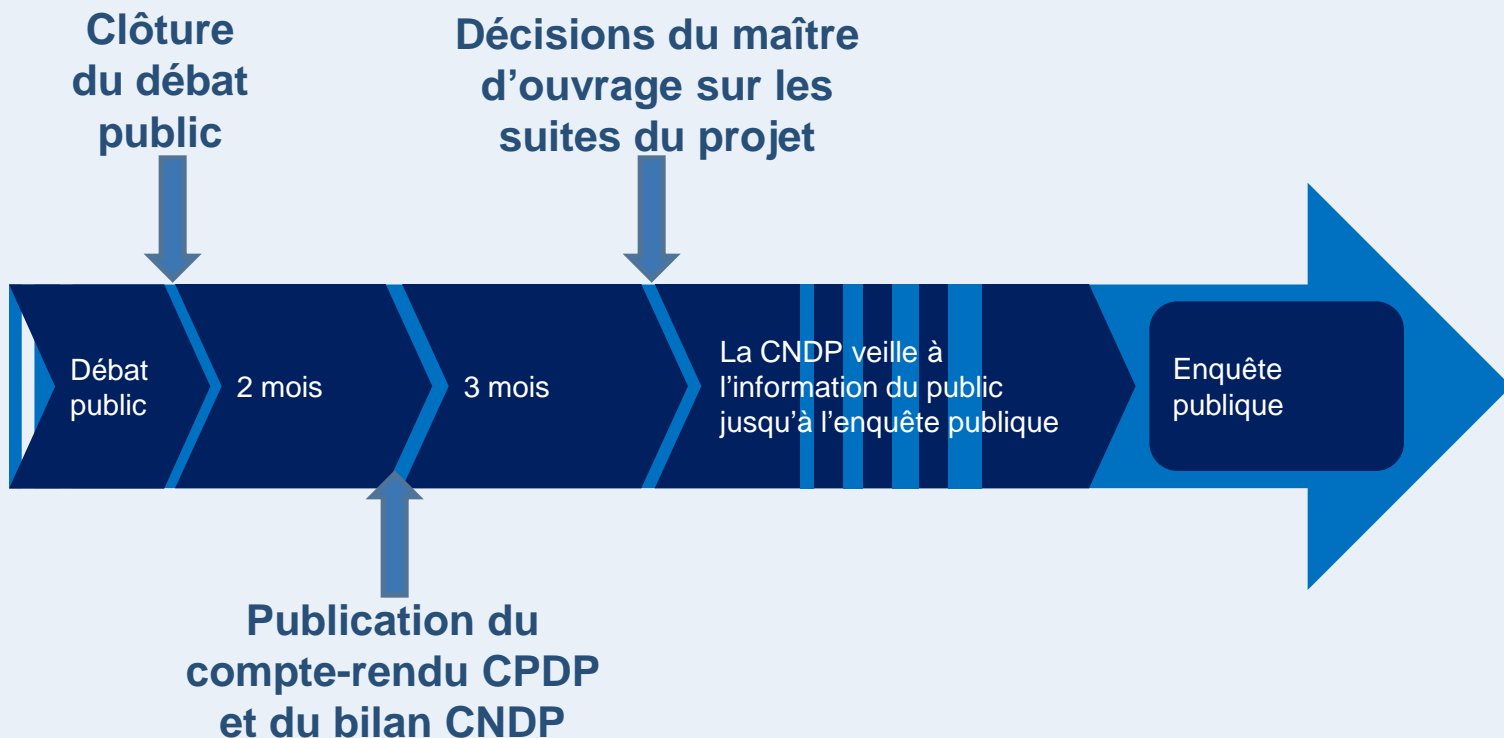 Clôture
du débat
public
Décisions du maître
d’ouvrage sur les
suites du projet
Débat
public
2 mois
3 mois
La CNDP veille à
l’information du public
jusqu’à l’enquête publique
Enquête
publique
Publication du
compte-rendu CPDP
et du bilan CNDP